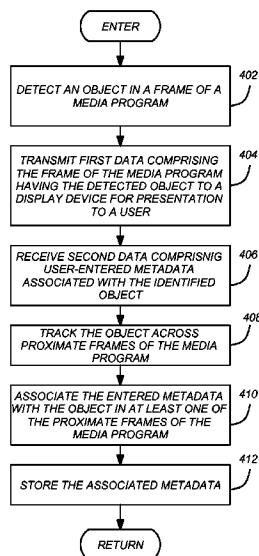 ENTER
402
DETECT AN OBJECT IN A FRAME OF A
MEDIA PROGRAM
404
TRANSMIT FIRST DATA COMPRISING
THE FRAME OF THE MEDIA PROGRAM
HAVING THE DETECTED OBJECT TO A
DISPLAY DEVICE FOR PRESENTATION
TO A USER
406
RECEIVE SECOND DATA COMPRISNIG
USER-ENTERED METADATA
ASSOCIATED WITH THE IDENTIFIED
OBJECT
408
TRACK THE OBJECT ACROSS
PROXIMATE FRAMES OF THE MEDIA
PROGRAM
410
ASSOCIATE THE ENTERED METADATA
WITH THE OBJECT IN AT LEAST ONE OF
THE PROXIMATE FRAMES OF THE
MEDIA PROGRAM
412
STORE THE ASSOCIATED METADATA
RETURN